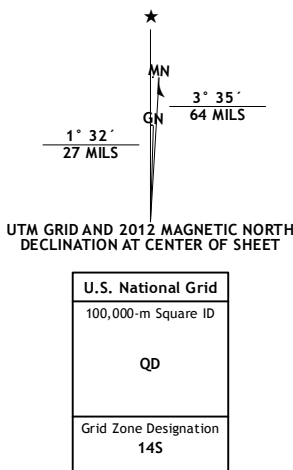 ★
MN
3° 35´
64 MILS
GN
1° 32´
27 MILS
UTM GRID AND 2012 MAGNETIC NORTH
DECLINATION AT CENTER OF SHEET
U.S. National Grid
100,000-m Square ID
QD
Grid Zone Designation
14S